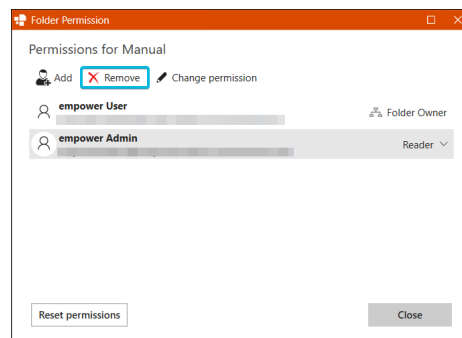 Folder Permission
Permissions for Manual
Add Remove Change permission
empower User
Folder Owner
empower Admin
Reader
Reset permissions Close